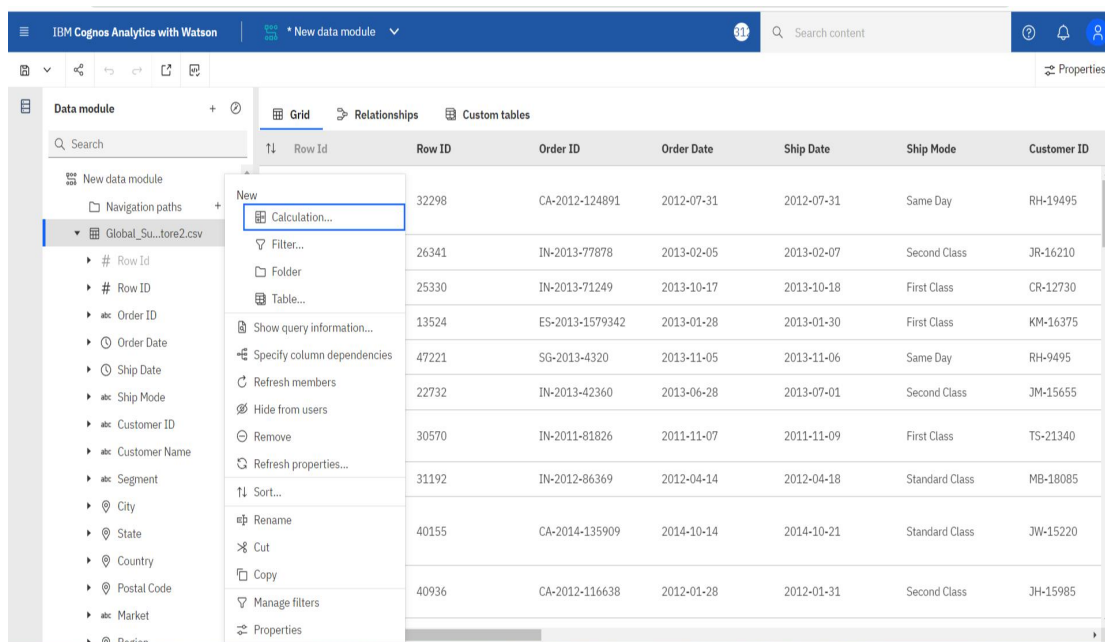 IBM Cognos Analytics with Watson
* New data module
Search content
Properties
Data module
Grid
Relationships
Custom tables
Search
Row Id
Row ID
Order ID
Order Date
Ship Date
Ship Mode
Customer ID
New data module
Navigation paths
Global_Su...tore2.csv
# Row Id
# Row ID
abc Order ID
Order Date
Ship Date
abc Ship Mode
abc Customer ID
abc Customer Name
abc Segment
City
State
Country
Postal Code
abc Market
New
Calculation...
Filter...
Folder
Table...
Show query information...
Specify column dependencies
Refresh members
Hide from users
Remove
Refresh properties...
Sort...
Rename
Cut
Copy
Manage filters
Properties
32298 CA-2012-124891 2012-07-31 2012-07-31 Same Day RH-19495
26341 IN-2013-77878 2013-02-05 2013-02-07 Second Class JR-16210
25330 IN-2013-71249 2013-10-17 2013-10-18 First Class CR-12730
13524 ES-2013-1579342 2013-01-28 2013-01-30 First Class KM-16375
47221 SG-2013-4320 2013-11-05 2013-11-06 Same Day RH-9495
22732 IN-2013-42360 2013-06-28 2013-07-01 Second Class JM-15655
30570 IN-2011-81826 2011-11-07 2011-11-09 First Class TS-21340
31192 IN-2012-86369 2012-04-14 2012-04-18 Standard Class MB-18085
40155 CA-2014-135909 2014-10-14 2014-10-21 Standard Class JW-15220
40936 CA-2012-116638 2012-01-28 2012-01-31 Second Class JH-15985